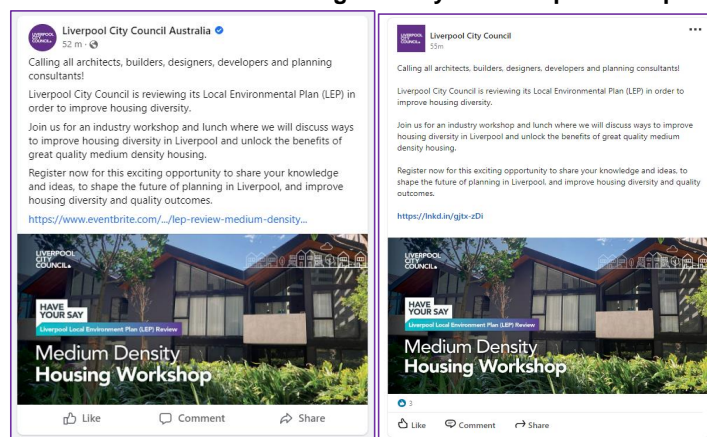 Liverpool City Council Australia
52 m
Calling all architects, builders, designers, developers and planning
consultants!
Liverpool City Council is reviewing its Local Environmental Plan (LEP) in
order to improve housing diversity.
Join us for an industry workshop and lunch where we will discuss ways
to improve housing diversity in Liverpool and unlock the benefits of
great quality medium density housing.
Register now for this exciting opportunity to share your knowledge
and ideas, to shape the future of planning in Liverpool, and improve
housing diversity and quality outcomes.
https://www.eventbrite.com/.../lep-review-medium-density...
LIVERPOOL
CITY
COUNCIL
HAVE
YOUR SAY
Liverpool Local Environment Plan (LEP) Review
Medium Density
Housing Workshop
Like Comment Share
LIVERPOOL
CITY
COUNCIL
Liverpool City Council
55m
Calling all architects, builders, designers, developers and planning consultants!
Liverpool City Council is reviewing its Local Environmental Plan (LEP) in order to
improve housing diversity.
Join us for an industry workshop and lunch where we will discuss ways to improve
housing diversity in Liverpool and unlock the benefits of great quality medium
density housing.
Register now for this exciting opportunity to share your knowledge and ideas, to
shape the future of planning in Liverpool, and improve housing diversity and quality
outcomes.
https://lnkd.in/gjtx-zDi
LIVERPOOL
CITY
COUNCIL
HAVE
YOUR SAY
Liverpool Local Environment Plan (LEP) Review
Medium Density
Housing Workshop
3
Like Comment Share